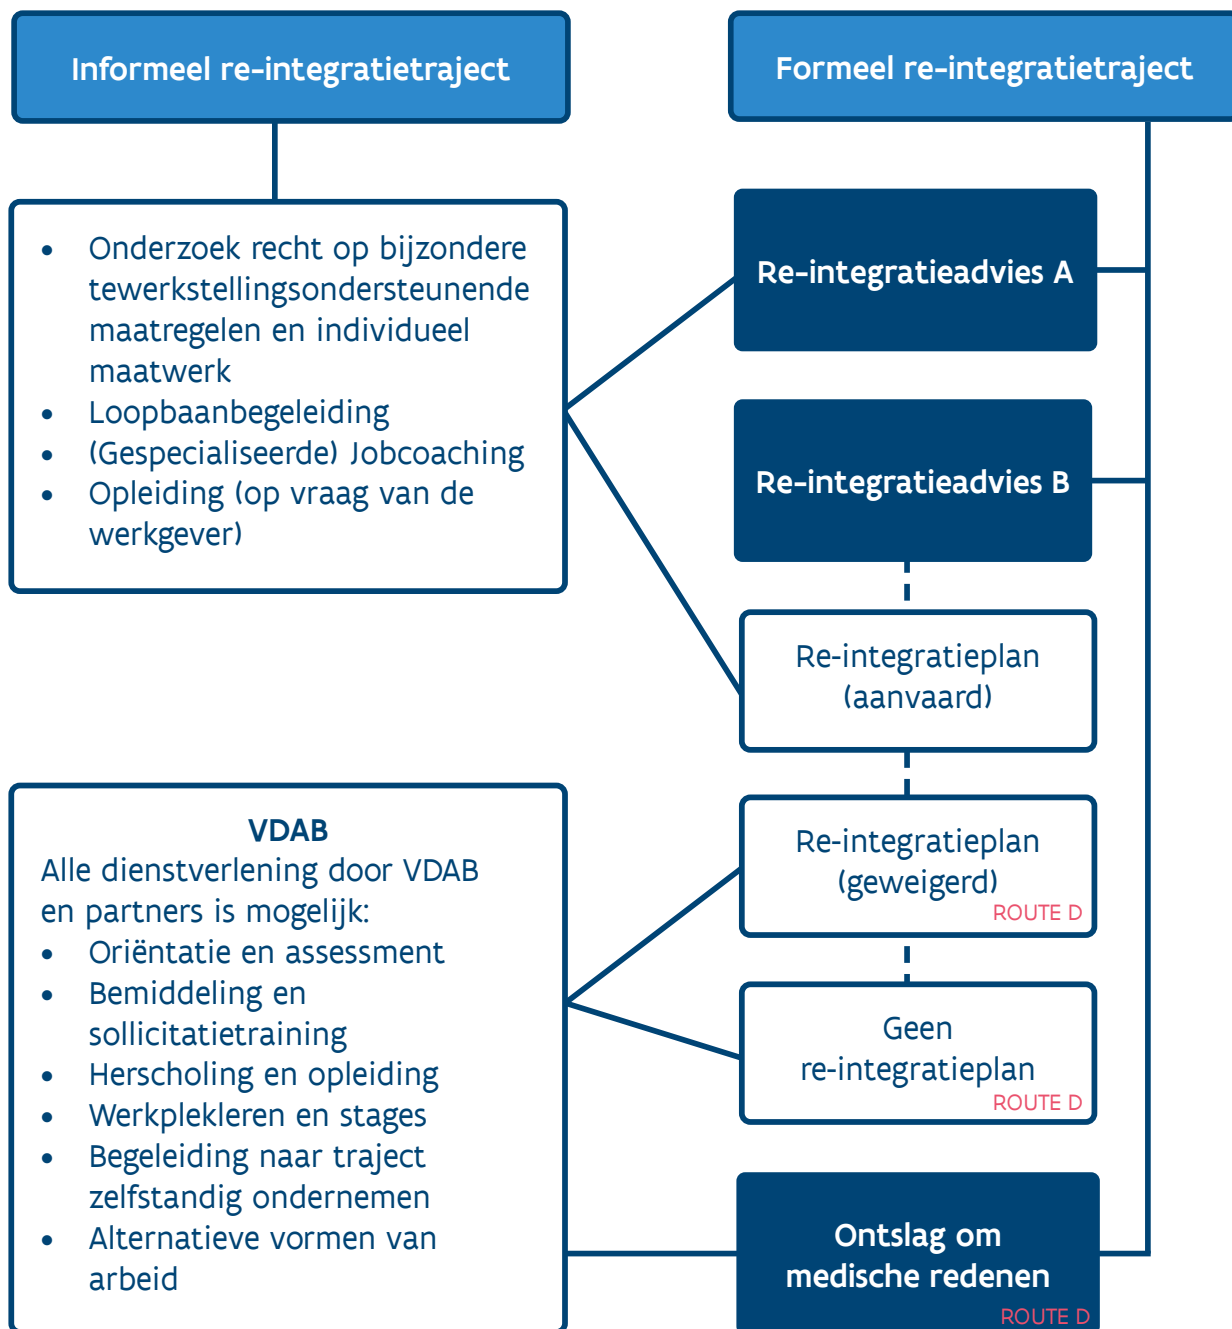 Informeel re-integratietraject
Formeel re-integratietraject
• Onderzoek recht op bijzondere
tewerkstellingsondersteunende
maatregelen en individueel
maatwerk
• Loopbaanbegeleiding
• (Gespecialiseerde) Jobcoaching
• Opleiding (op vraag van de
werkgever)
Re-integratieadvies A
Re-integratieadvies B
Re-integratieplan
(aanvaard)
Re-integratieplan
(geweigerd)
ROUTE D
Geen
re-integratieplan
ROUTE D
Ontslag om
medische redenen
ROUTE D
VDAB
Alle dienstverlening door VDAB
en partners is mogelijk:
• Oriëntatie en assessment
• Bemiddeling en
sollicitatietraining
• Herscholing en opleiding
• Werkplekleren en stages
• Begeleiding naar traject
zelfstandig ondernemen
• Alternatieve vormen van
arbeid